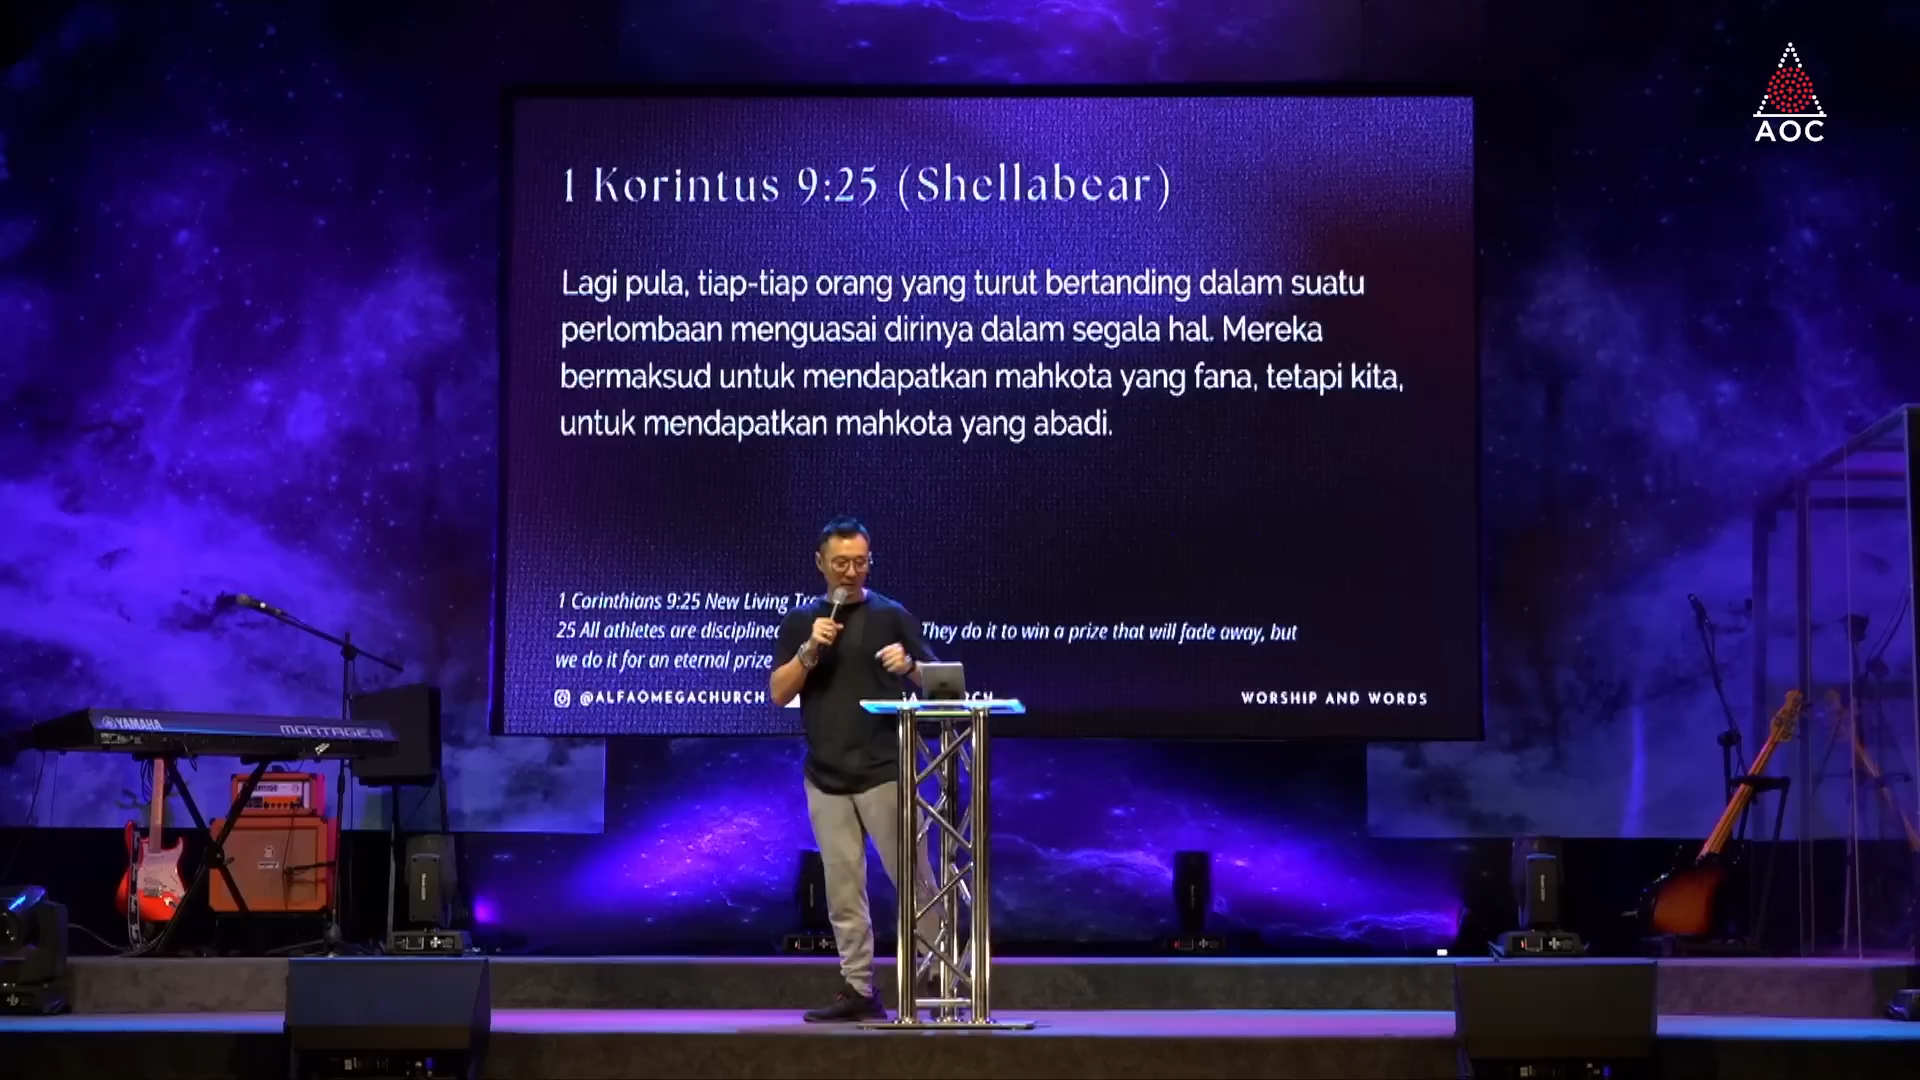 AOC
1 Korintus 9:25 (Shellabear)
Lagi pula, tiap-tiap orang yang turut bertanding dalam suatu
perlombaan menguasai dirinya dalam segala hal. Mereka
bermaksud untuk mendapatkan mahkota yang fana, tetapi kita,
untuk mendapatkan mahkota yang abadi.
1 Corinthians 9:25 New Living
25 All athletes are They do it to win a prize that will fade away, but
we do it for an eternal prize
@ALFAOMEGACHURCH
WORSHIP AND WORDS
YAMAHA MONTAGE8